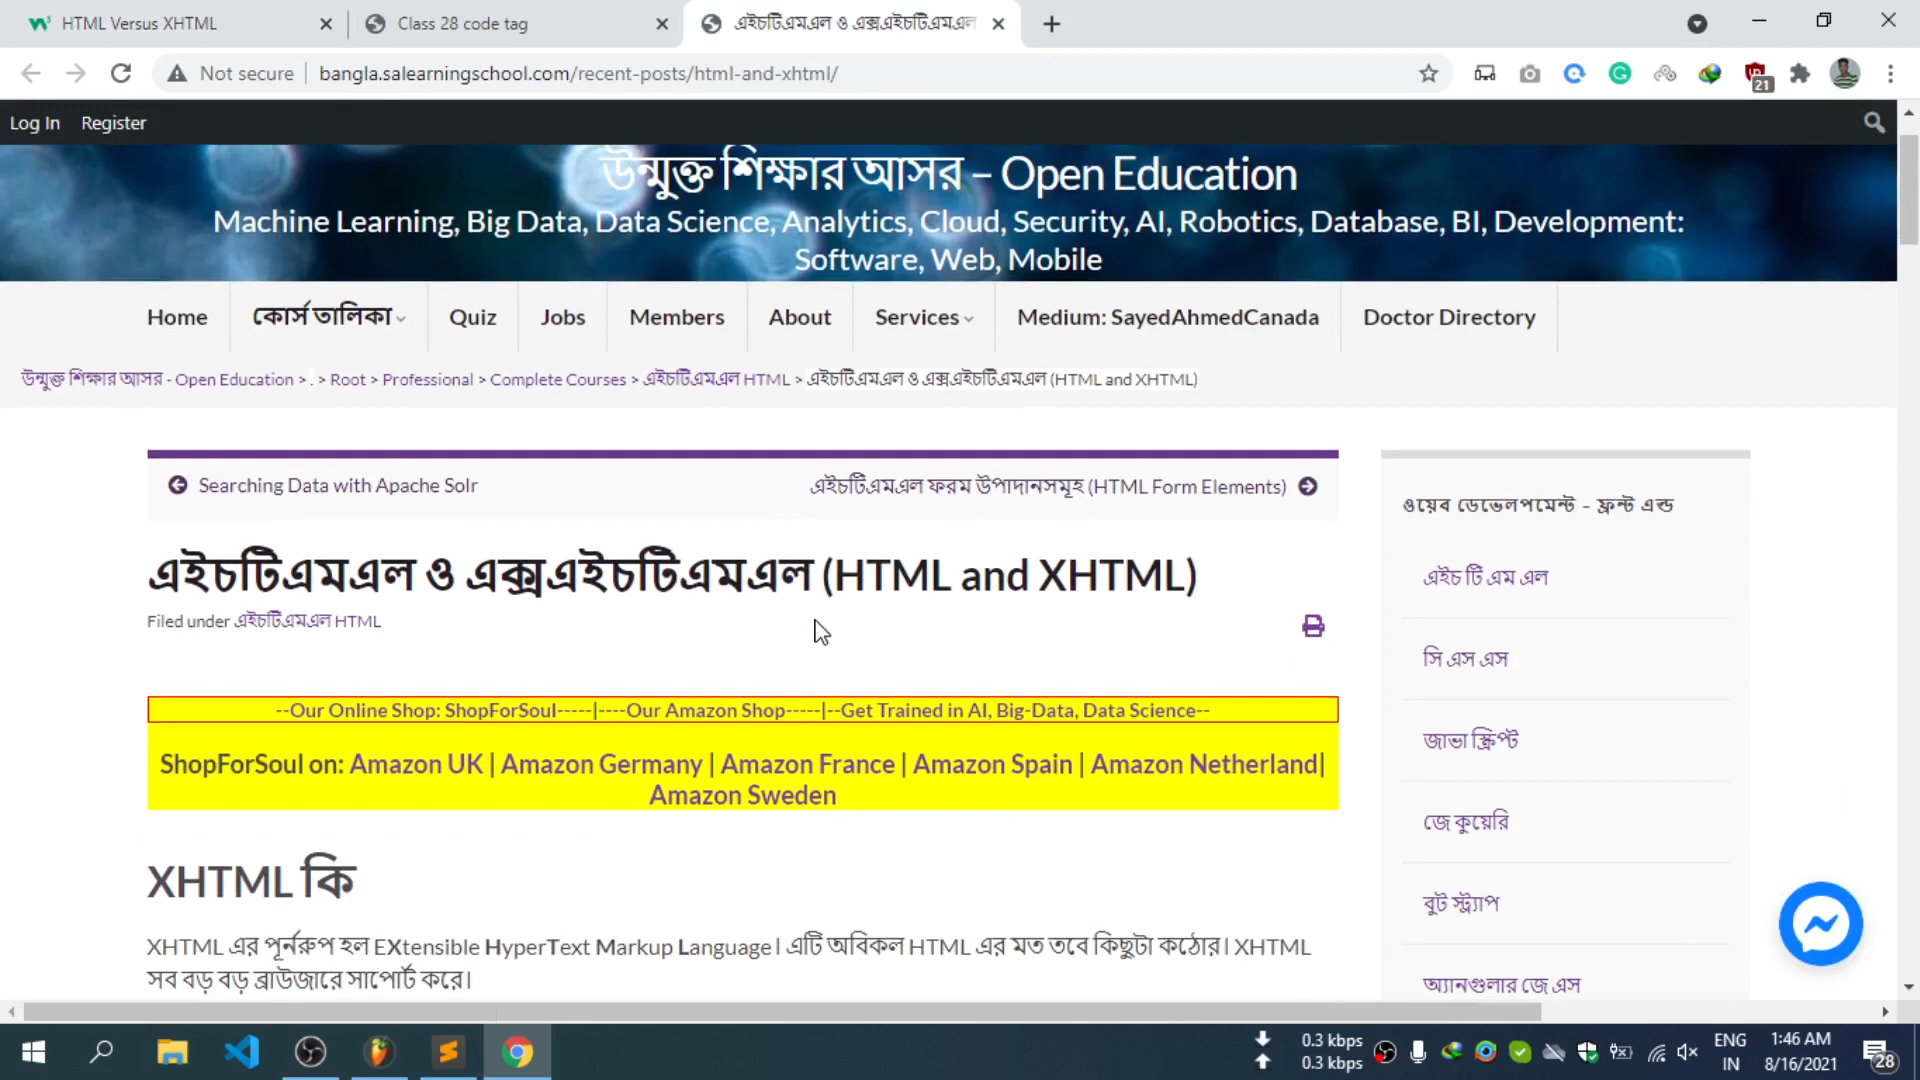 HTML Versus XHTML
Class 28 code tag
এইচটিএমএল ও এক্সএইচটিএমএল
Not secure
bangla.salearningschool.com/recent-posts/html-and-xhtml/
21
Log In
Register
উন্মুক্ত শিক্ষার আসর – Open Education
Machine Learning, Big Data, Data Science, Analytics, Cloud, Security, AI, Robotics, Database, BI, Development:
Software, Web, Mobile
Home
কোর্স তালিকা
Quiz
Jobs
Members
About
Services
Medium: SayedAhmedCanada
Doctor Directory
উন্মুক্ত শিক্ষার আসর - Open Education > . > Root > Professional > Complete Courses > এইচটিএমএল HTML > এইচটিএমএল ও এক্সএইচটিএমএল (HTML and XHTML)
Searching Data with Apache Solr
এইচটিএমএল ফরম উপাদানসমূহ (HTML Form Elements)
এইচটিএমএল ও এক্সএইচটিএমএল (HTML and XHTML)
Filed under এইচটিএমএল HTML
--Our Online Shop: ShopForSoul-----|----Our Amazon Shop-----|--Get Trained in AI, Big-Data, Data Science--
ShopForSoul on: Amazon UK | Amazon Germany | Amazon France | Amazon Spain | Amazon Netherland|
Amazon Sweden
XHTML কি
XHTML এর পূর্নরুপ হল EXtensible HyperText Markup Language। এটি অবিকল HTML এর মত তবে কিছুটা কঠোর। XHTML
সব বড় বড় ব্রাউজারে সাপোর্ট করে।
ওয়েব ডেভেলপমেন্ট - ফ্রন্ট এন্ড
এইচ টি এম এল
সি এস এস
জাভা স্ক্রিপ্ট
জে কুয়েরি
বুট স্ট্র্যাপ
অ্যানগুলার জে এস
0.3 kbps
0.3 kbps
ENG
IN
1:46 AM
8/16/2021
28